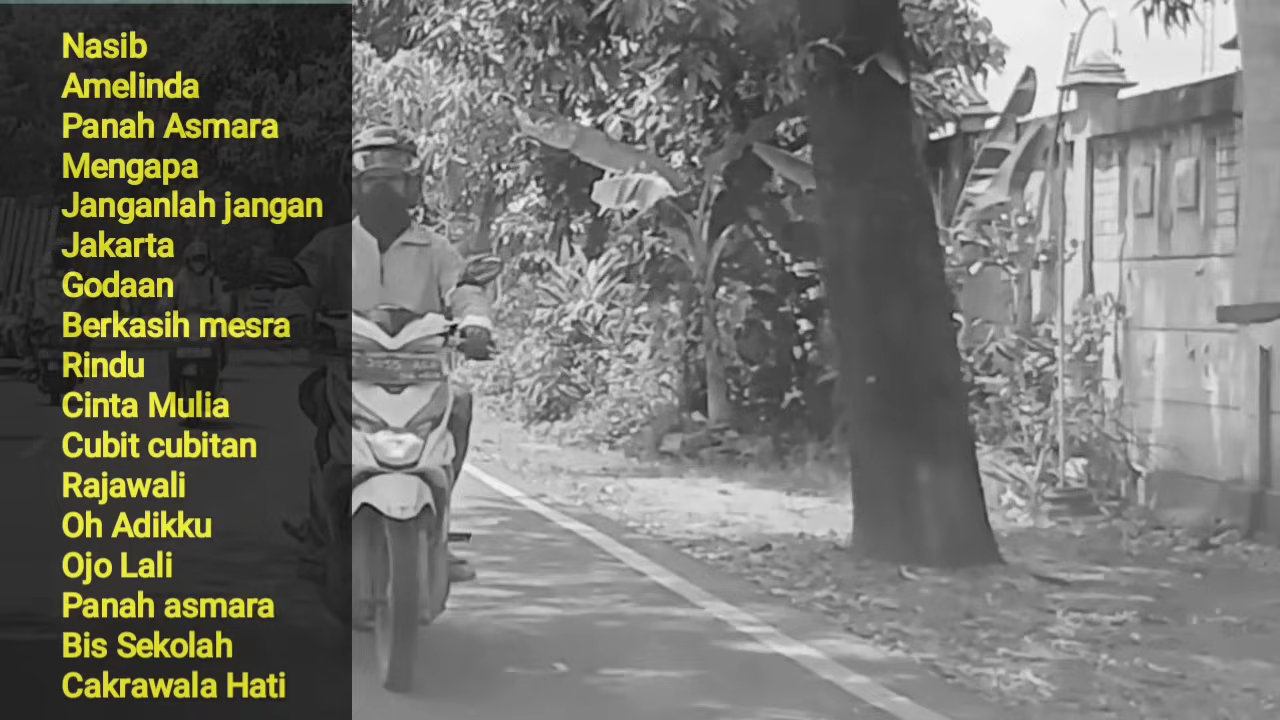 Nasib
Amelinda
Panah Asmara
Mengapa
Janganlah jangan
Jakarta
Godaan
Berkasih mesra
Rindu
Cinta Mulia
Cubit cubitan
Rajawali
Oh Adikku
Ojo Lali
Panah asmara
Bis Sekolah
Cakrawala Hati